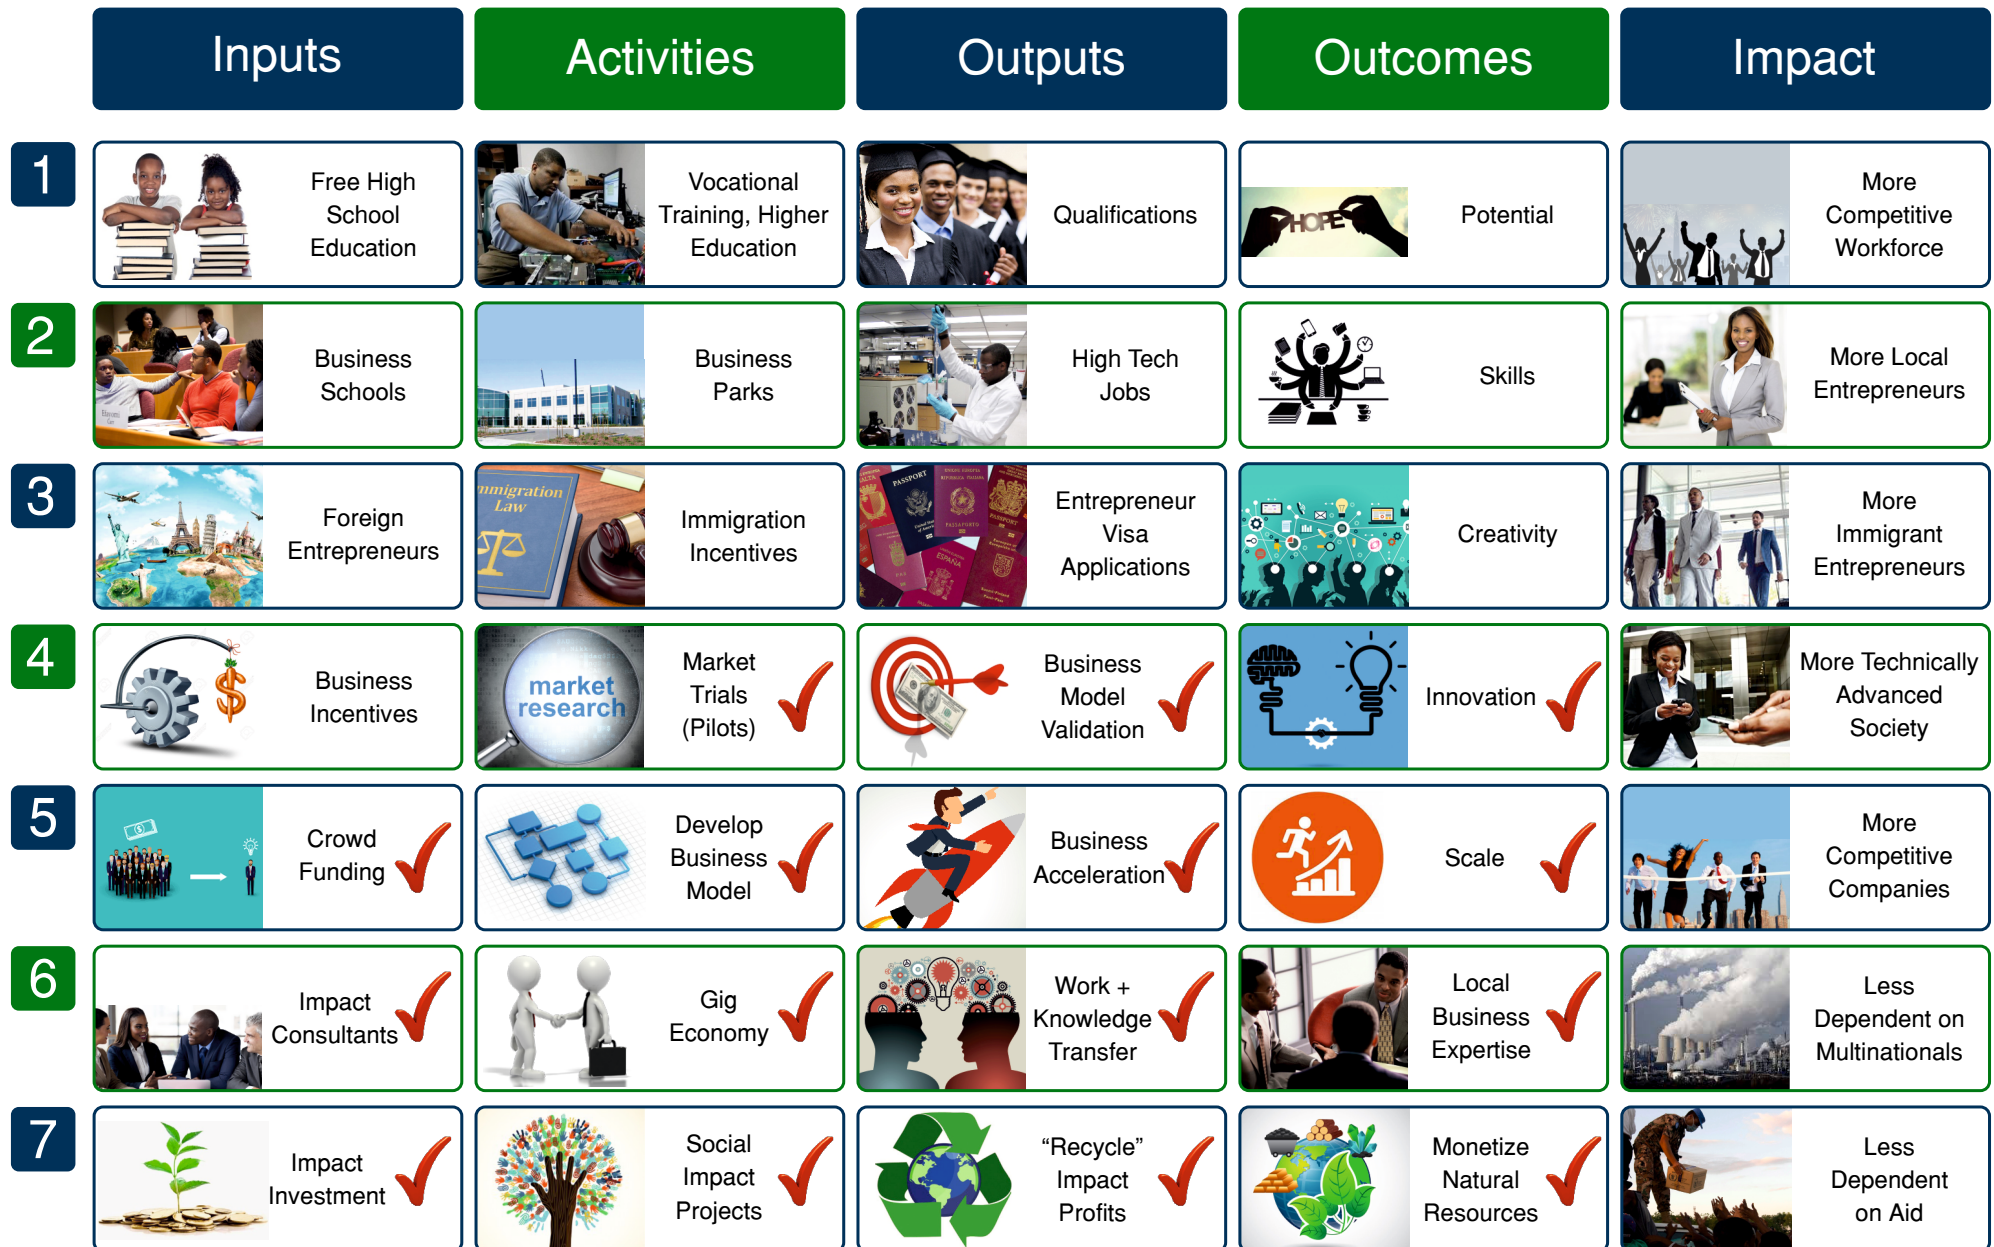 Inputs
Activities
Outputs
Outcomes
Impact
1
Free High
School
Education
Vocational
Training, Higher
Education
Qualifications
HOPE
Potential
More
Competitive
Workforce
2
Business
Schools
Business
Parks
High Tech
Jobs
Skills
More Local
Entrepreneurs
3
Foreign
Entrepreneurs
mmigration
Law
Immigration
Incentives
PASSPORT
PASSAPORTO
ESPAÑA
PASSPORT
Entrepreneur
Visa
Applications
Creativity
More
Immigrant
Entrepreneurs
4
$
Business
Incentives
market
research
Market
Trials
(Pilots)
Business
Model
Validation
Innovation
More Technically
Advanced
Society
5
$
Crowd
Funding
Develop
Business
Model
Business
Acceleration
Scale
More
Competitive
Companies
6
Impact
Consultants
Gig
Economy
Work +
Knowledge
Transfer
Local
Business
Expertise
Less
Dependent on
Multinationals
7
Impact
Investment
Social
Impact
Projects
“Recycle”
Impact
Profits
Monetize
Natural
Resources
Less
Dependent
on Aid